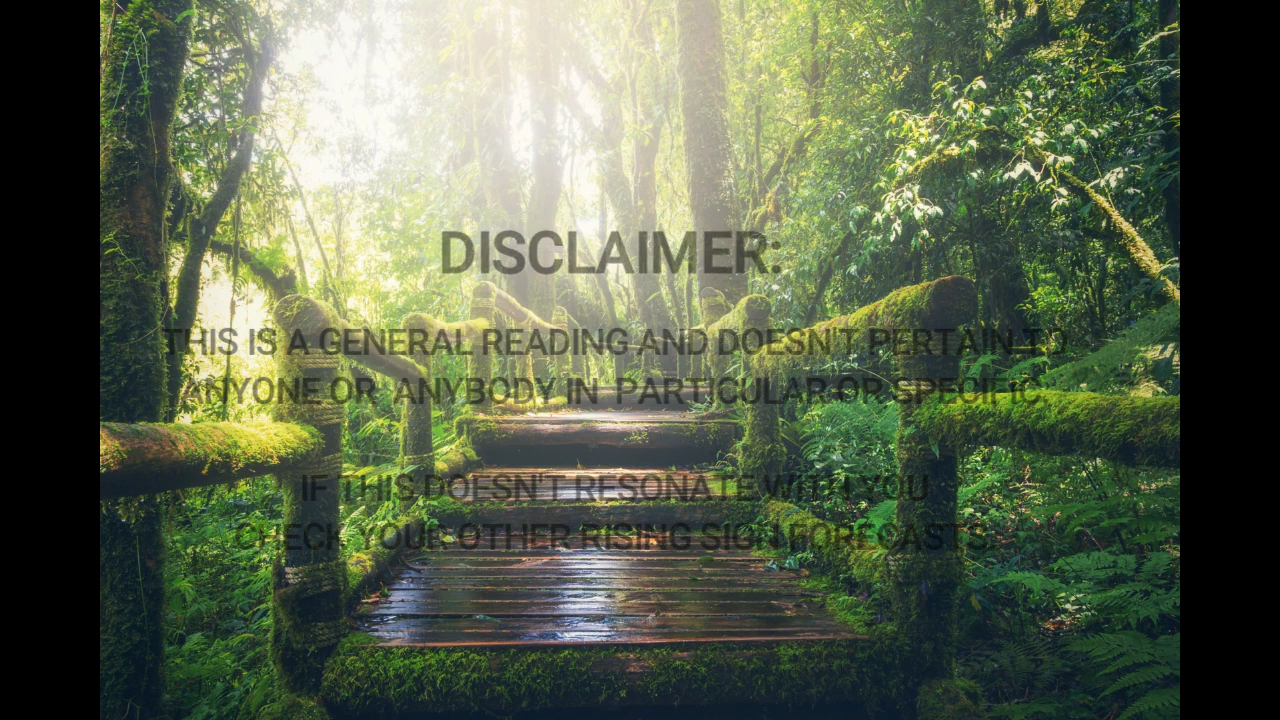 DISCLAIMER:
THIS IS A GENERAL READING AND DOESN'T PERTAIN TO
ANYONE OR ANYBODY IN PARTICULAR OR SPECIFIC
IF THIS DOESN'T RESONATE WITH YOU
CHECK YOUR OTHER RISING SIGN FORECASTS.